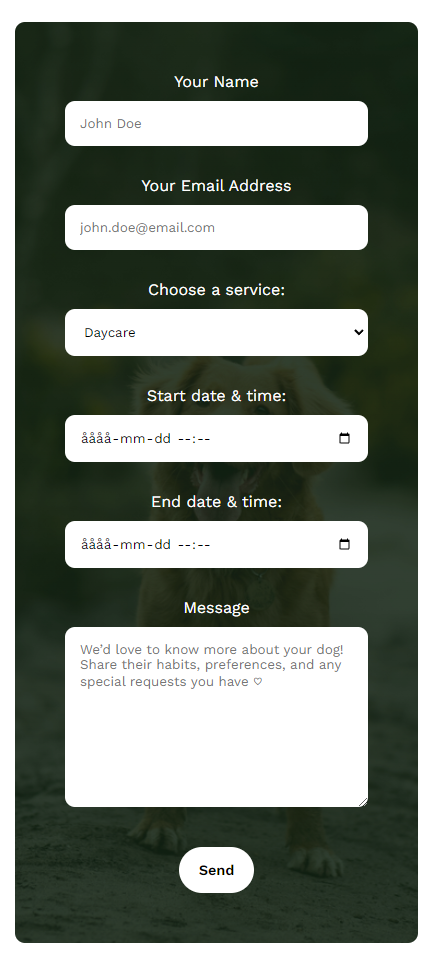 Your Name
John Doe
Your Email Address
john.doe@email.com
Choose a service:
Daycare
Start date & time:
åååå-mm-dd --:--
End date & time:
åååå-mm-dd --:--
Message
We’d love to know more about your dog!
Share their habits, preferences, and any
special requests you have ♡
Send